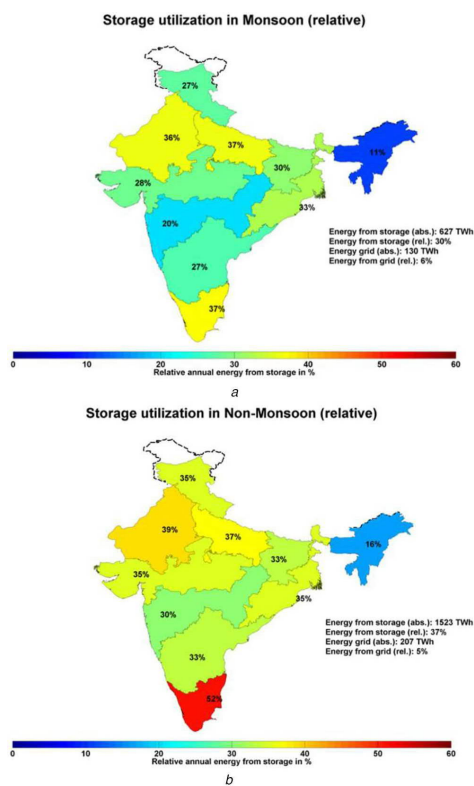 Storage utilization in Monsoon (relative)
27%
36%
37%
30%
11%
28%
33%
20%
27%
37%
Energy from storage (abs.): 627 TWh
Energy from storage (rel.): 30%
Energy grid (abs.): 130 TWh
Energy from grid (rel.): 6%
0 10 20 30 40 50 60
Relative annual energy from storage in %
a
Storage utilization in Non-Monsoon (relative)
35%
39%
37%
33%
16%
35%
35%
30%
33%
52%
Energy from storage (abs.): 1523 TWh
Energy from storage (rel.): 37%
Energy grid (abs.): 207 TWh
Energy from grid (rel.): 5%
0 10 20 30 40 50 60
Relative annual energy from storage in %
b